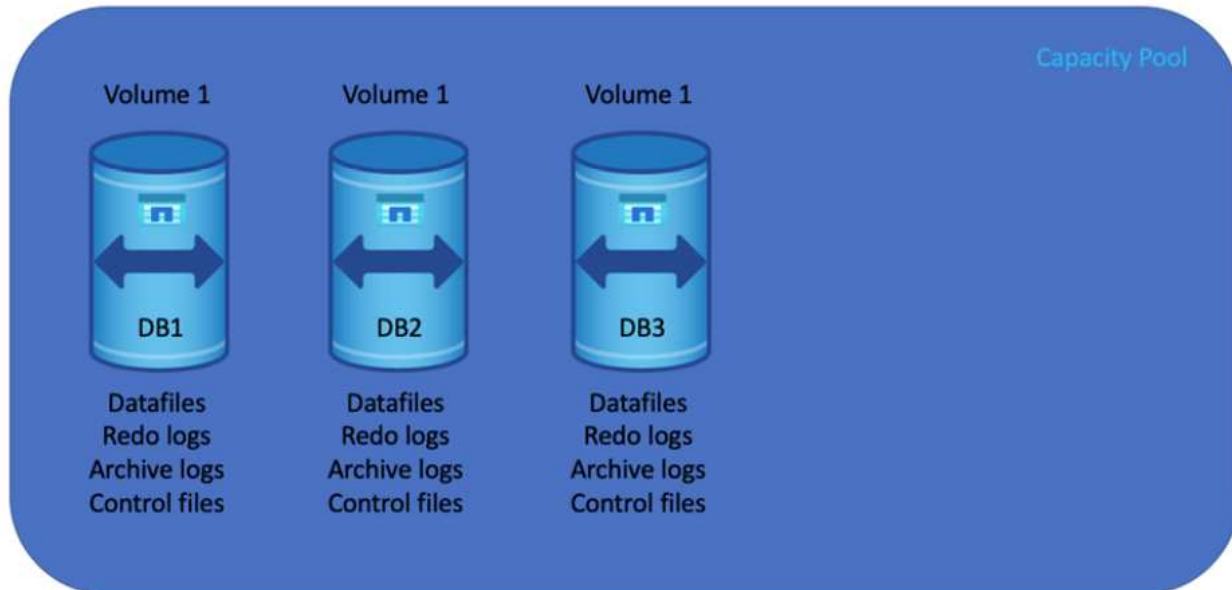 Capacity Pool
Volume 1
Volume 1
Volume 1
DB1
DB2
DB3
Datafiles
Redo logs
Archive logs
Control files
Datafiles
Redo logs
Archive logs
Control files
Datafiles
Redo logs
Archive logs
Control files